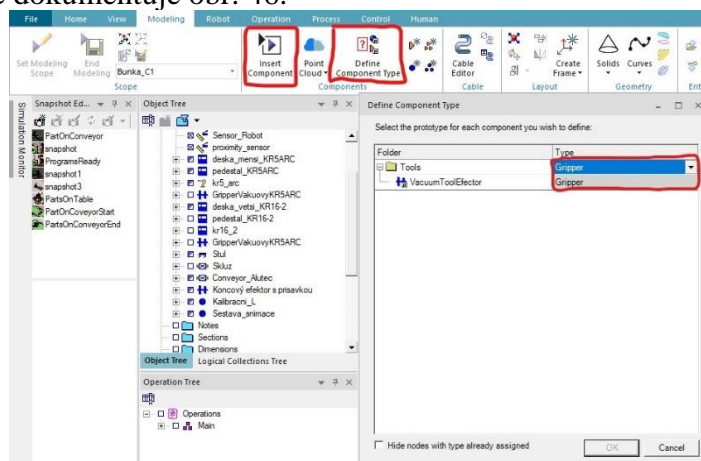 dokumentuje obr. 46.
File Home View Modeling Robot Operation Process Control Human
Set Modeling Scope
End Modeling
Bunka_C1
Scope
Insert Component
Point Cloud
Define Component Type
Components
Cable Editor
Cable
Create Frame
Layout
Solids Curves
Geometry
Ent
Simulation Monitor
Snapshot Ed...
PartOnConveyor
snapshot
ProgramsReady
snapshot1
snapshot3
PartsOnTable
PartOnCoveyorStart
PartsOnConveyorEnd
Object Tree
Sensor_Robot
proximity_sensor
deska_mensi_KR5ARC
pedestal_KR5ARC
kr5_arc
GripperVakuovyKR5ARC
deska_vetsi_KR16-2
pedestal_KR16-2
kr16_2
GripperVakuovyKR5ARC
Stul
Skluz
Conveyor_Alutec
Koncový efektor s prisavkou
Kalibracni_L
Sestava_snimace
Notes
Sections
Dimensions
Object Tree Logical Collections Tree
Operation Tree
Operations
Main
Define Component Type
Select the prototype for each component you wish to define:
Folder Type
Tools Gripper
VacuumToolEfector Gripper
Hide nodes with type already assigned
OK Cancel